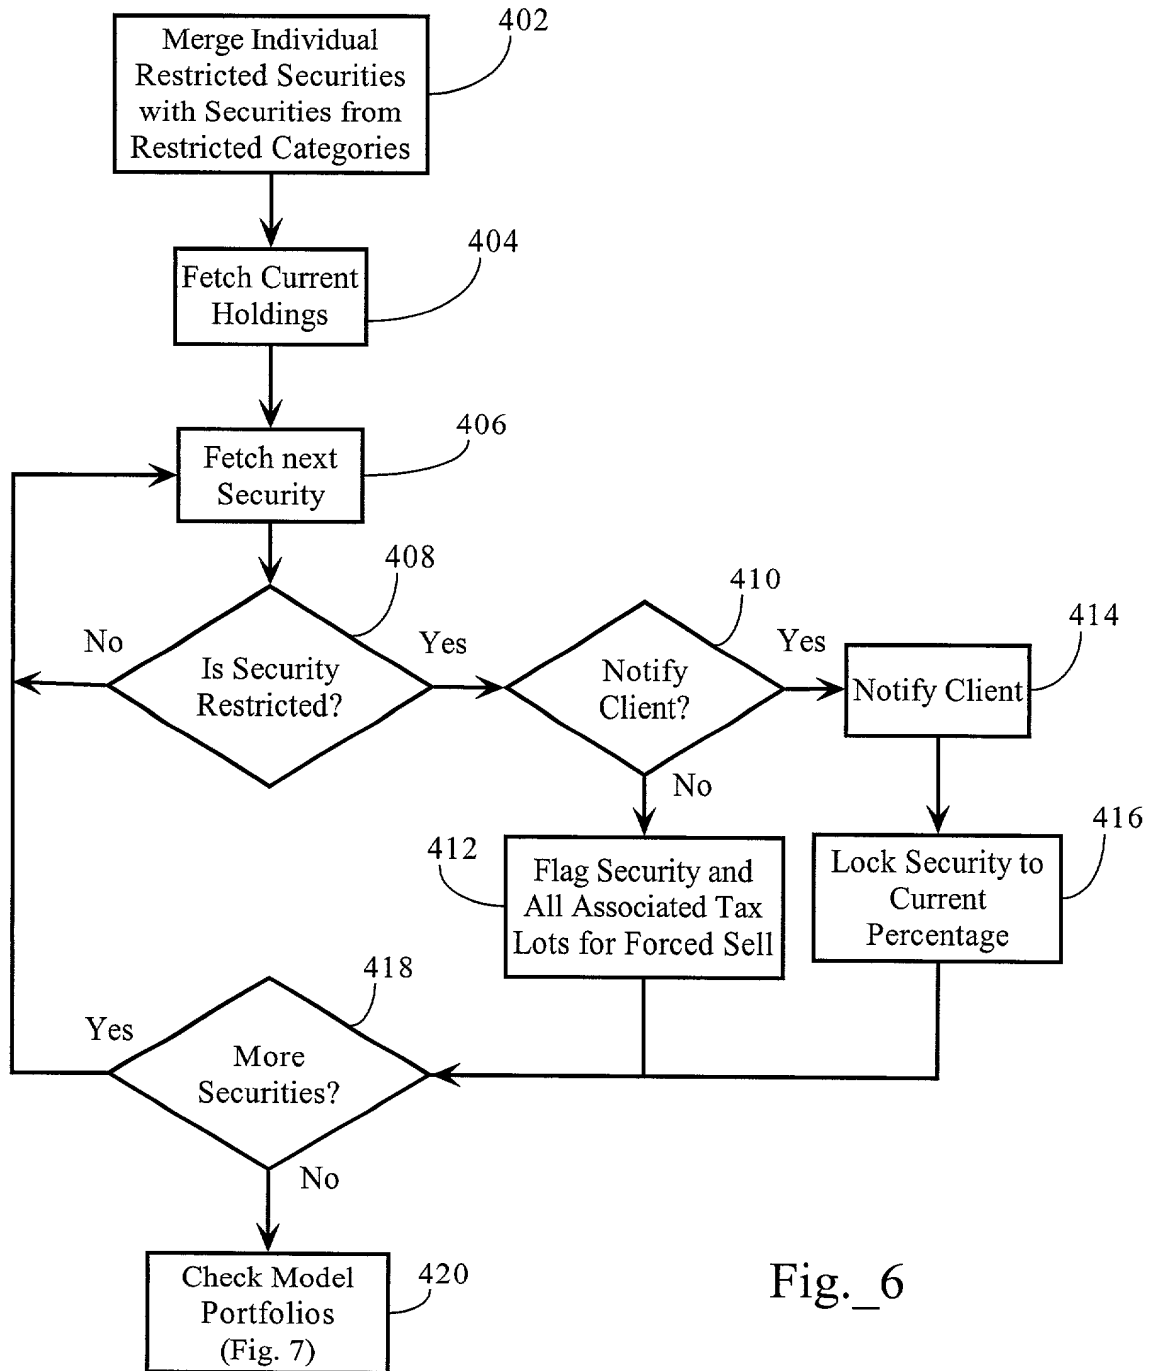 402
Merge Individual
Restricted Securities
with Securities from
Restricted Categories
404
Fetch Current
Holdings
406
Fetch next
Security
408
No
Is Security
Restricted?
Yes
410
Notify
Client?
Yes
414
Notify Client
No
412
Flag Security and
All Associated Tax
Lots for Forced Sell
416
Lock Security to
Current
Percentage
418
Yes
More
Securities?
No
420
Check Model
Portfolios
(Fig. 7)
Fig._6